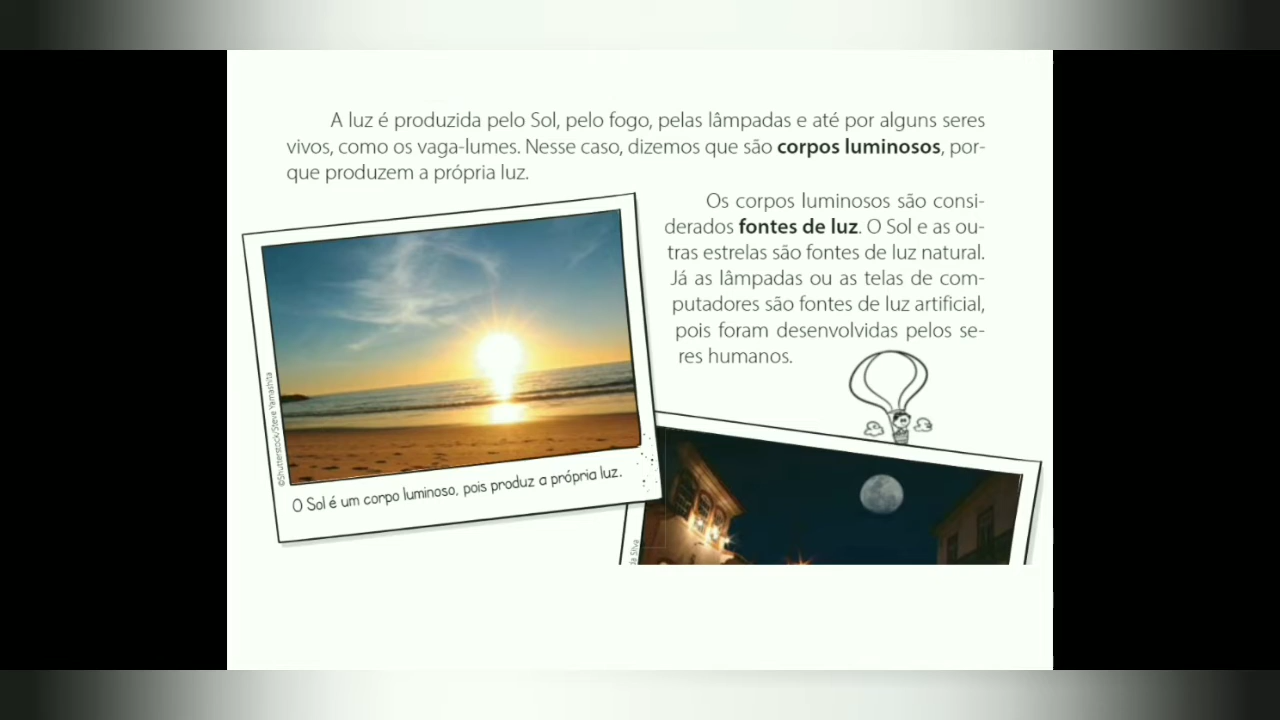 A luz é produzida pelo Sol, pelo fogo, pelas lâmpadas e até por alguns seres
vivos, como os vaga-lumes. Nesse caso, dizemos que são corpos luminosos, por-
que produzem a própria luz.
Os corpos luminosos são consi-
derados fontes de luz. O Sol e as ou-
tras estrelas são fontes de luz natural.
Já as lâmpadas ou as telas de com-
putadores são fontes de luz artificial,
pois foram desenvolvidas pelos se-
res humanos.
©Shutterstock/Steve Yamashita
O Sol é um corpo luminoso, pois produz a própria luz.
da Silva